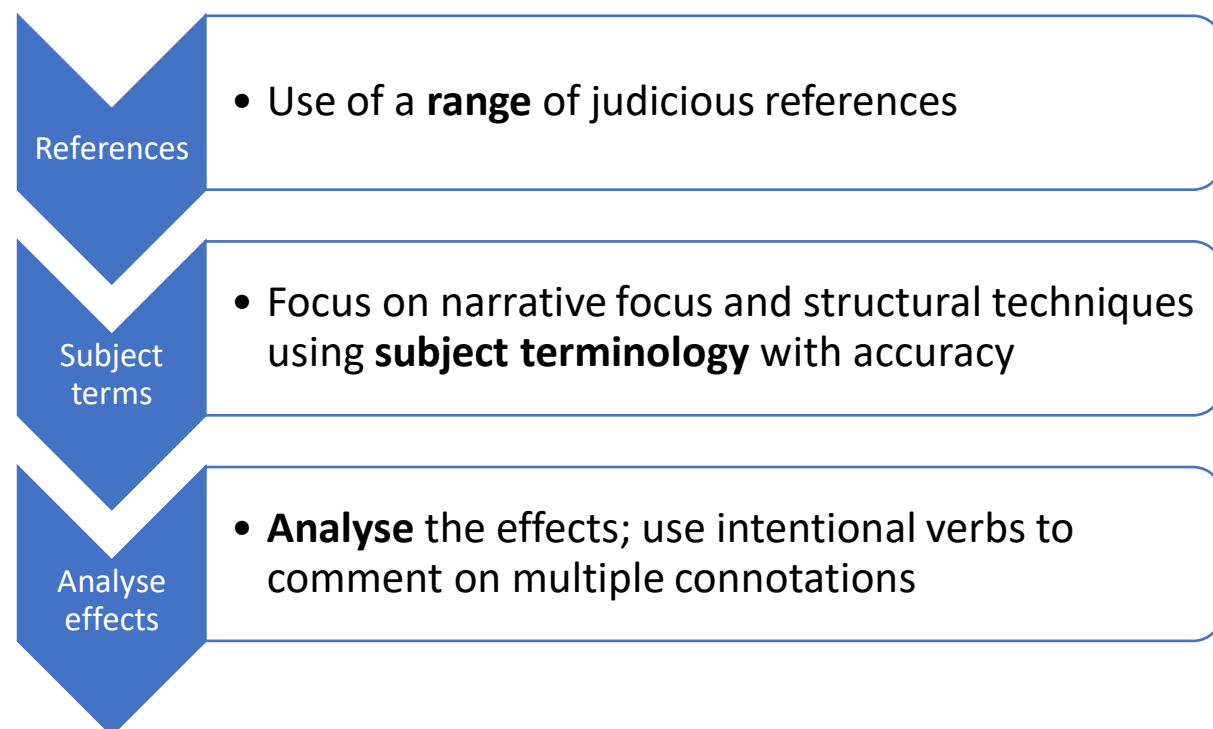 References
• Use of a range of judicious references
Subject
terms
• Focus on narrative focus and structural techniques
using subject terminology with accuracy
Analyse
effects
• Analyse the effects; use intentional verbs to
comment on multiple connotations